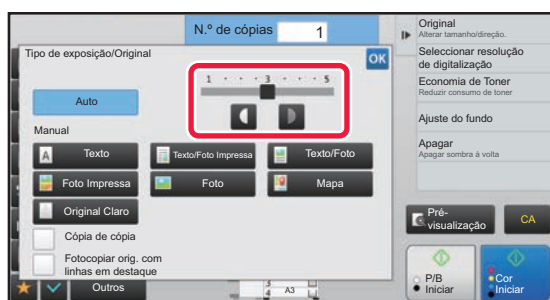 N.º de cópias
1
Tipo de exposição/Original
OK
1 · · · 3 · · · 5
Auto
Manual
A Texto
Texto/Foto Impressa
Texto/Foto
Foto Impressa
Foto
Mapa
Original Claro
Cópia de cópia
Fotocopiar orig. com
linhas em destaque
Outros
3
4 A3
Original
Alterar tamanho/direção.
Seleccionar resolução
de digitalização
Economia de Toner
Reduzir consumo de toner
Ajuste do fundo
Apagar
Apagar sombra à volta
Pré-
visualização
CA
P/B
Iniciar
Cor
Iniciar